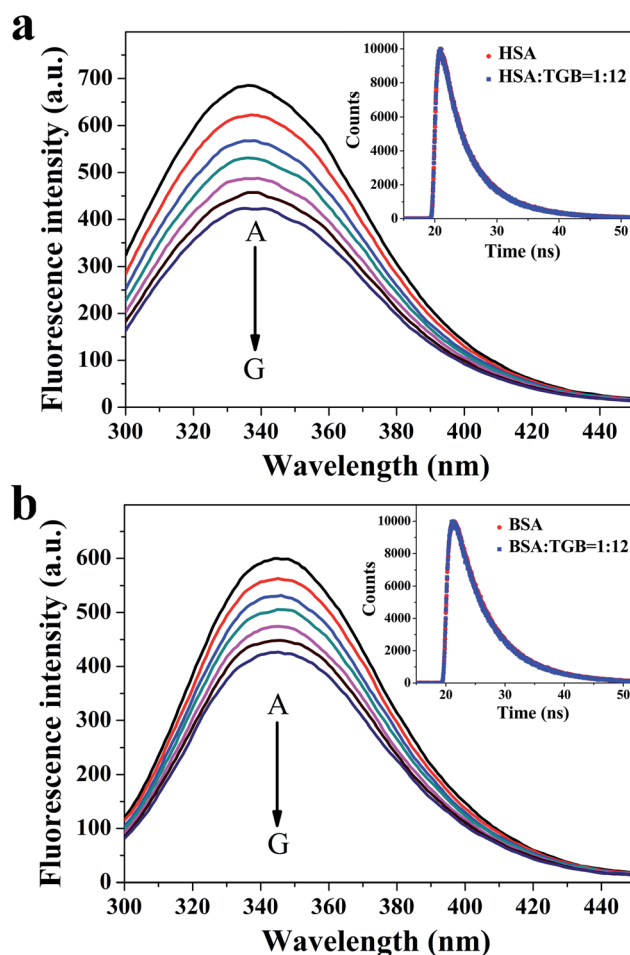 a
Fluorescence intensity (a.u.)
700
600
500
400
300
200
100
0
A
G
300 320 340 360 380 400 420 440
Wavelength (nm)
Counts
10000
8000
6000
4000
2000
0
HSA
HSA:TGB=1:12
20 30 40 50
Time (ns)
b
Fluorescence intensity (a.u.)
600
500
400
300
200
100
0
A
G
300 320 340 360 380 400 420 440
Wavelength (nm)
Counts
10000
8000
6000
4000
2000
0
BSA
BSA:TGB=1:12
20 30 40 50
Time (ns)